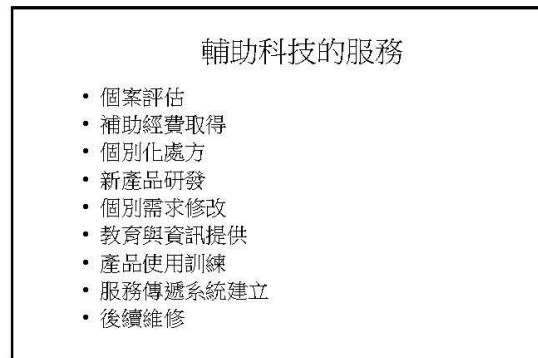 輔助科技的服務
• 個案評估
• 補助經費取得
• 個別化處方
• 新產品研發
• 個別需求修改
• 教育與資訊提供
• 產品使用訓練
• 服務傳遞系統建立
• 後續維修